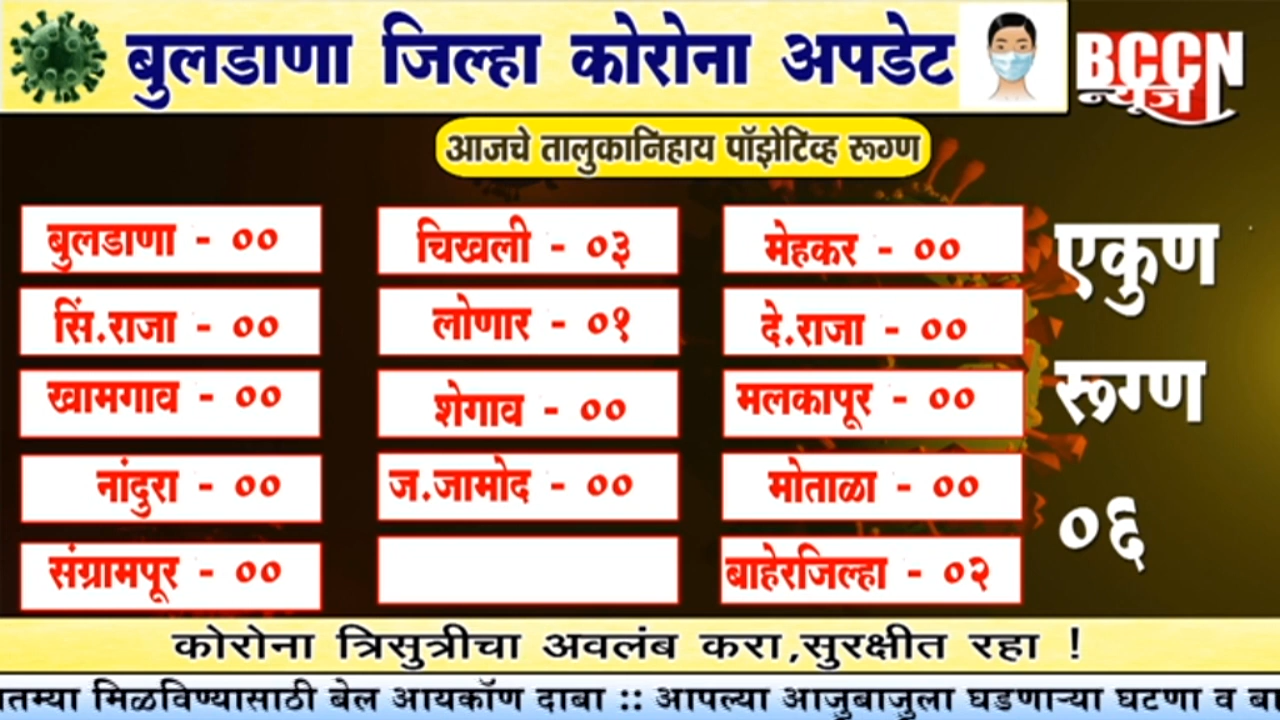 बुलडाणा जिल्हा कोरोना अपडेट
BCCN
न्यूज
आजचे तालुकानिहाय पॉझेटिव्ह रूग्ण
बुलडाणा - ००
चिखली - ०३
मेहकर - ००
सिं.राजा - ००
लोणार - ०१
दे.राजा - ००
खामगाव - ००
शेगाव - ००
मलकापूर - ००
नांदुरा - ००
ज.जामोद - ००
मोताळा - ००
संग्रामपूर - ००
बाहेरजिल्हा - ०२
एकुण
रूग्ण
०६
कोरोना त्रिसुत्रीचा अवलंब करा,सुरक्षीत रहा !
मिळविण्यासाठी बेल आयकॉण दाबा :: आपल्या आजुबाजुला घडणाऱ्या घटणा व